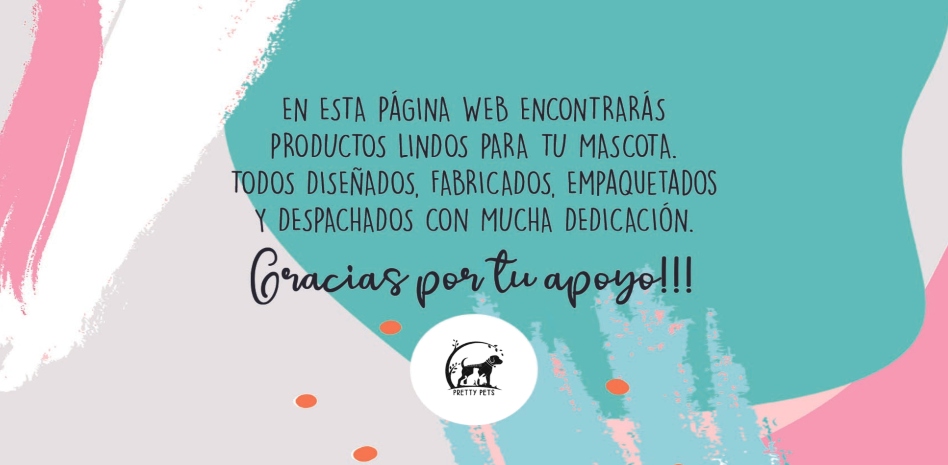 EN ESTA PÁGINA WEB ENCONTRARÁS
PRODUCTOS LINDOS PARA TU MASCOTA.
TODOS DISEÑADOS, FABRICADOS, EMPAQUETADOS
Y DESPACHADOS CON MUCHA DEDICACIÓN.
Gracias por tu apoyo!!!
PRETTY PETS